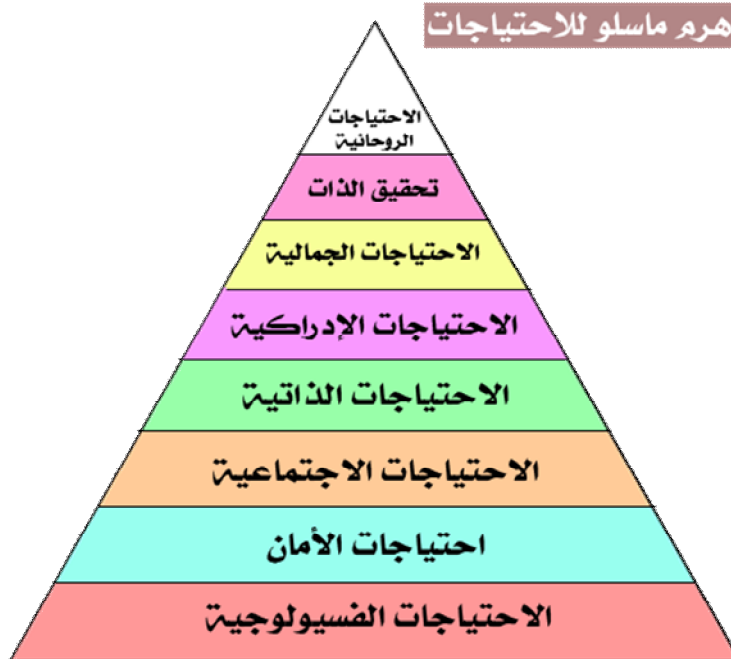 هرم ماسلو للاحتياجات
الاحتياجات
الروحانية
تحقيق الذات
الاحتياجات الجمالية
الاحتياجات الإدراكية
الاحتياجات الذاتية
الاحتياجات الاجتماعية
احتياجات الأمان
الاحتياجات الفسيولوجية